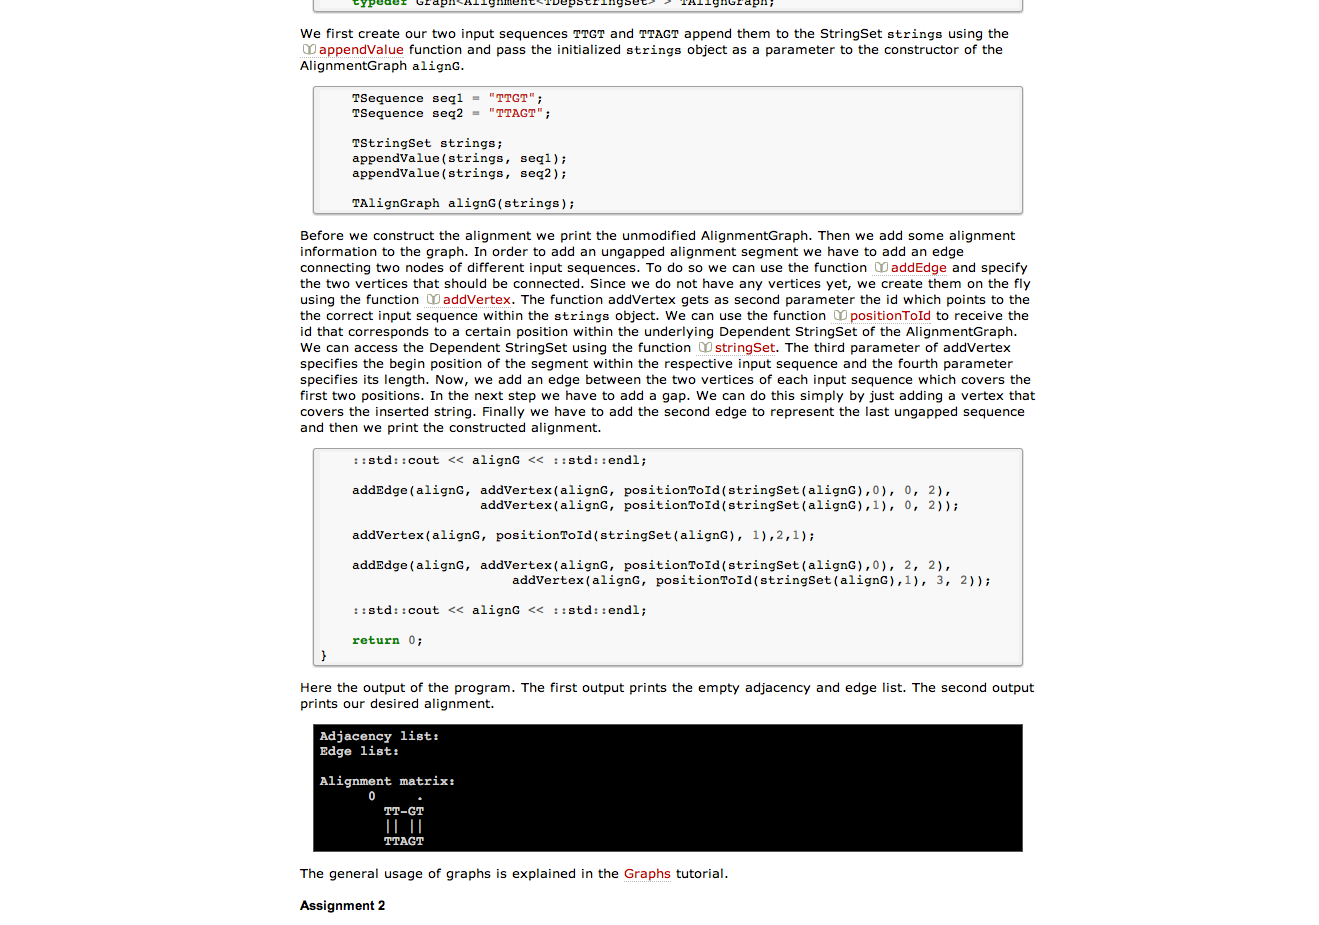 typedef Graph<Alignment<TDepStringSet> > TAlignGraph;
We first create our two input sequences TTGT and TTAGT append them to the StringSet strings using the
appendValue function and pass the initialized strings object as a parameter to the constructor of the
AlignmentGraph alignG.
TSequence seq1 = "TTGT";
TSequence seq2 = "TTAGT";
TStringSet strings;
appendValue(strings, seq1);
appendValue(strings, seq2);
TAlignGraph alignG(strings);
Before we construct the alignment we print the unmodified AlignmentGraph. Then we add some alignment
information to the graph. In order to add an ungapped alignment segment we have to add an edge
connecting two nodes of different input sequences. To do so we can use the function addEdge and specify
the two vertices that should be connected. Since we do not have any vertices yet, we create them on the fly
using the function addVertex. The function addVertex gets as second parameter the id which points to the
the correct input sequence within the strings object. We can use the function positionToId to receive the
id that corresponds to a certain position within the underlying Dependent StringSet of the AlignmentGraph.
We can access the Dependent StringSet using the function stringSet. The third parameter of addVertex
specifies the begin position of the segment within the respective input sequence and the fourth parameter
specifies its length. Now, we add an edge between the two vertices of each input sequence which covers the
first two positions. In the next step we have to add a gap. We can do this simply by just adding a vertex that
covers the inserted string. Finally we have to add the second edge to represent the last ungapped sequence
and then we print the constructed alignment.
::std::cout << alignG << ::std::endl;
addEdge(alignG, addVertex(alignG, positionToId(stringSet(alignG),0), 0, 2),
addVertex(alignG, positionToId(stringSet(alignG),1), 0, 2));
addVertex(alignG, positionToId(stringSet(alignG), 1),2,1);
addEdge(alignG, addVertex(alignG, positionToId(stringSet(alignG),0), 2, 2),
addVertex(alignG, positionToId(stringSet(alignG),1), 3, 2));
::std::cout << alignG << ::std::endl;
return 0;
}
Here the output of the program. The first output prints the empty adjacency and edge list. The second output
prints our desired alignment.
Adjacency list:
Edge list:
Alignment matrix:
0 .
TT-GT
|| ||
TTAGT
The general usage of graphs is explained in the Graphs tutorial.
Assignment 2